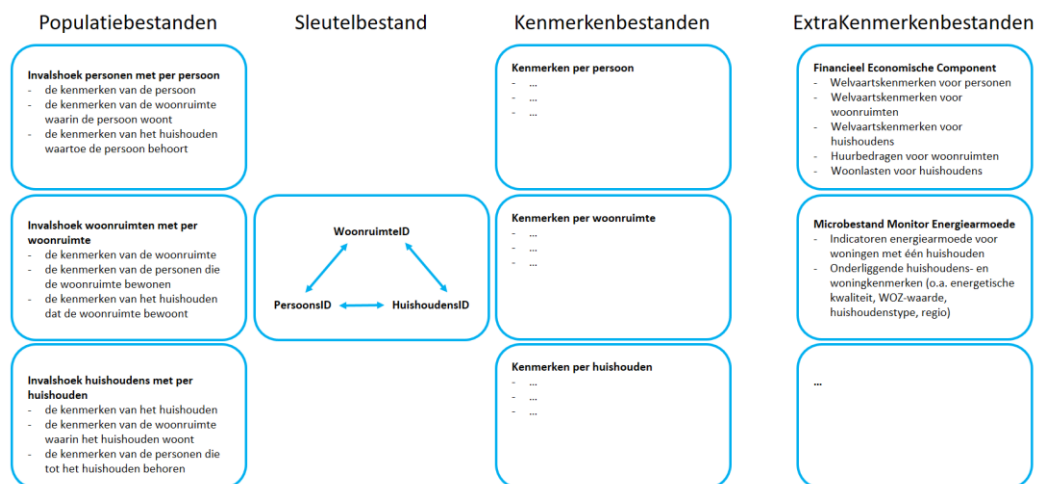 Populatiebestanden
Sleutelbestand
Kenmerkenbestanden
ExtraKenmerkenbestanden
Invalshoek personen met per persoon
- de kenmerken van de persoon
- de kenmerken van de woonruimte
waarin de persoon woont
- de kenmerken van het huishouden
waartoe de persoon behoort
Kenmerken per persoon
- ...
- ...
- ...
Financieel Economische Component
- Welvaartskenmerken voor personen
- Welvaartskenmerken voor
woonruimten
- Welvaartskenmerken voor
huishoudens
- Huurbedragen voor woonruimten
- Woonlasten voor huishoudens
Invalshoek woonruimten met per
woonruimte
- de kenmerken van de woonruimte
- de kenmerken van de personen die
de woonruimte bewonen
- de kenmerken van het huishouden
dat de woonruimte bewoont
WoonruimteID
PersoonsID
HuishoudensID
Kenmerken per woonruimte
- ...
- ...
- ...
Microbestand Monitor Energiearmoede
- Indicatoren energiearmoede voor
woningen met één huishouden
- Onderliggende huishoudens- en
woningkenmerken (o.a. energetische
kwaliteit, WOZ-waarde,
huishoudenstype, regio)
Invalshoek huishoudens met per
huishouden
- de kenmerken van het huishouden
- de kenmerken van de woonruimte
waarin het huishouden woont
- de kenmerken van de personen die
tot het huishouden behoren
Kenmerken per huishouden
- ...
- ...
- ...
...